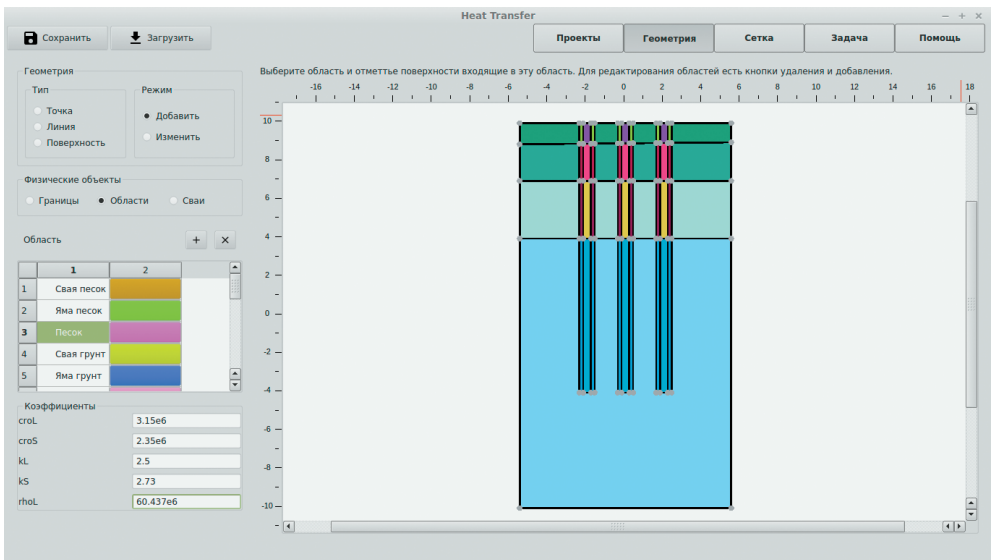 Heat Transfer
Сохранить Загрузить Проекты Геометрия Сетка Задача Помощь
Выберите область и отметтье поверхности входящие в эту область. Для редактирования областей есть кнопки удаления и добавления.
Геометрия
Тип Режим
Точка
Линия
Поверхность
Добавить
Изменить
Физические объекты
Границы Области Сваи
Область + ×
1 2
1 Свая песок
2 Яма песок
3 Песок
4 Свая грунт
5 Яма грунт
Коэффициенты
croL 3.15e6
croS 2.35e6
kL 2.5
kS 2.73
rhoL 60.437e6
-16 -14 -12 -10 -8 -6 -4 -2 0 2 4 6 8 10 12 14 16 18
10
8
6
4
2
0
-2
-4
-6
-8
-10